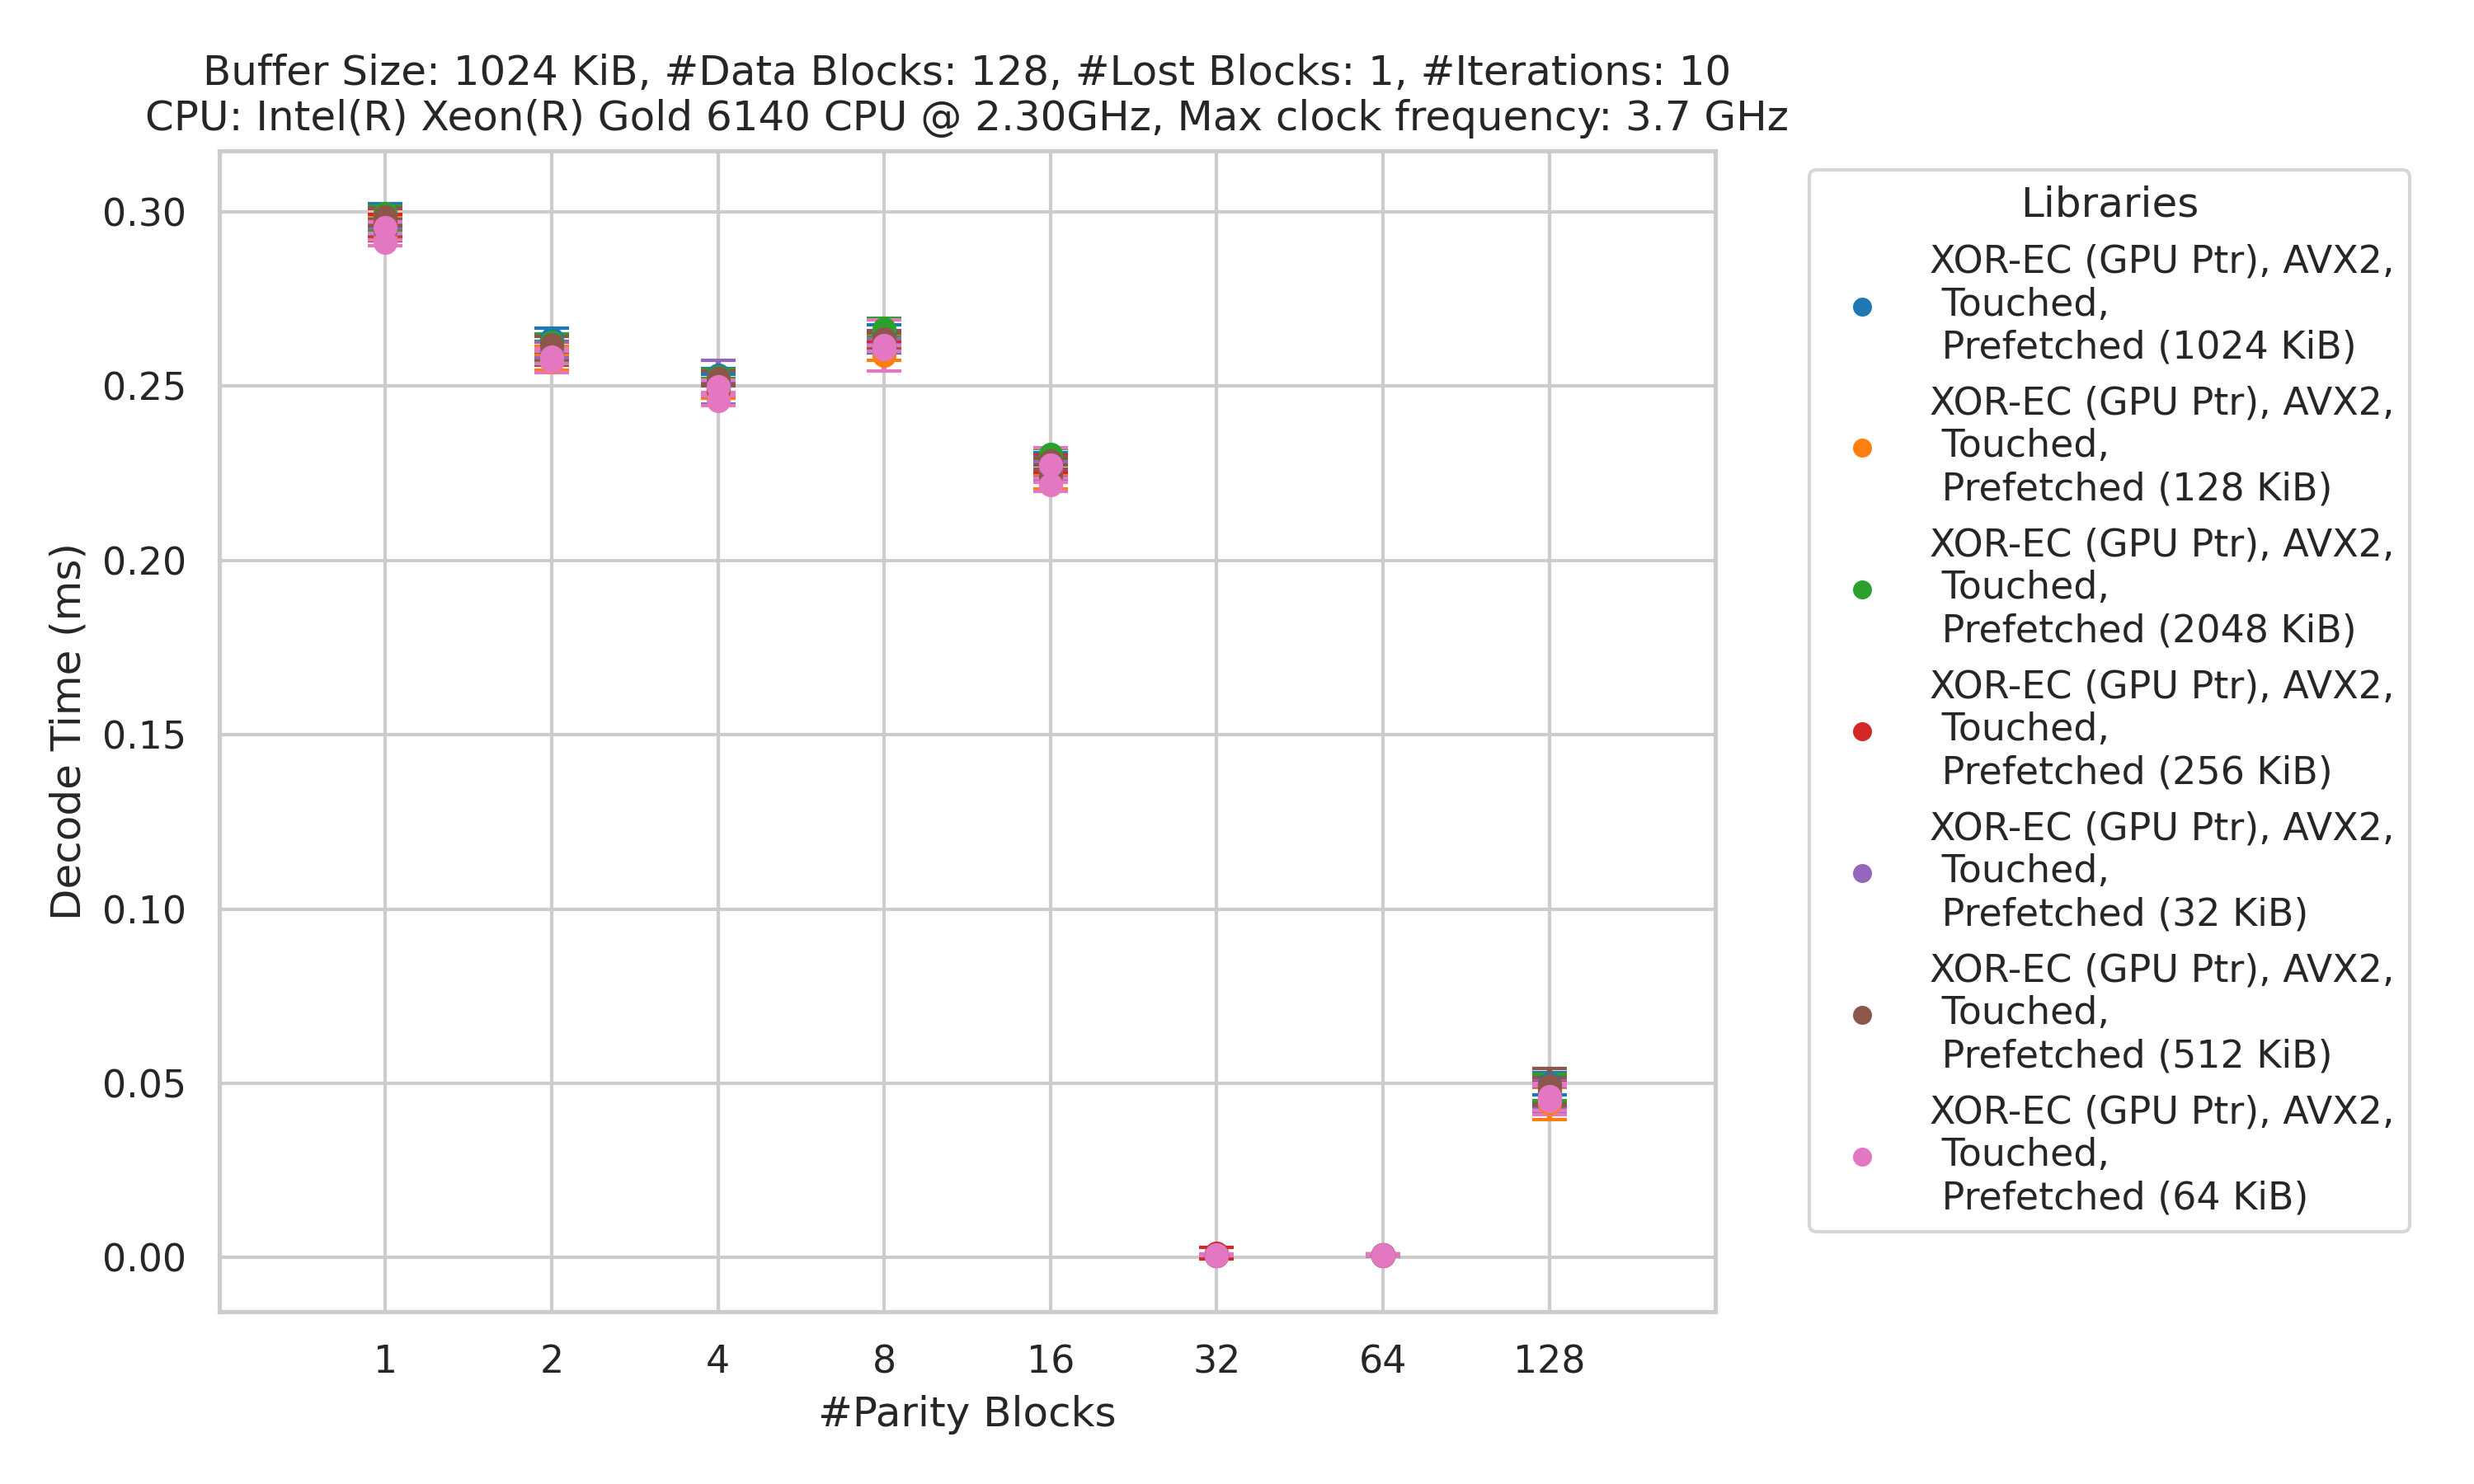 Buffer Size: 1024 KiB, #Data Blocks: 128, #Lost Blocks: 1, #Iterations: 10
CPU: Intel(R) Xeon(R) Gold 6140 CPU @ 2.30GHz, Max clock frequency: 3.7 GHz
Decode Time (ms)
0.30
0.25
0.20
0.15
0.10
0.05
0.00
1 2 4 8 16 32 64 128
#Parity Blocks
Libraries
XOR-EC (GPU Ptr), AVX2,
Touched,
Prefetched (1024 KiB)
XOR-EC (GPU Ptr), AVX2,
Touched,
Prefetched (128 KiB)
XOR-EC (GPU Ptr), AVX2,
Touched,
Prefetched (2048 KiB)
XOR-EC (GPU Ptr), AVX2,
Touched,
Prefetched (256 KiB)
XOR-EC (GPU Ptr), AVX2,
Touched,
Prefetched (32 KiB)
XOR-EC (GPU Ptr), AVX2,
Touched,
Prefetched (512 KiB)
XOR-EC (GPU Ptr), AVX2,
Touched,
Prefetched (64 KiB)